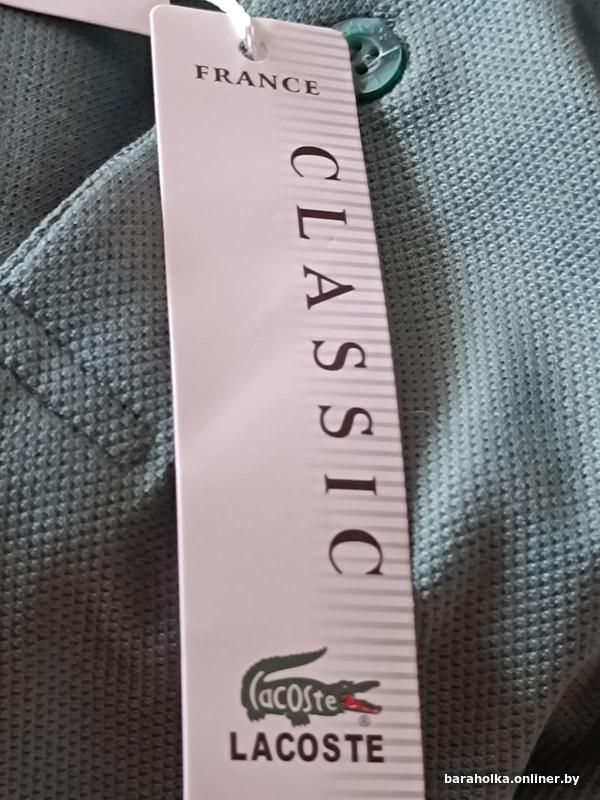 FRANCE
CLASSIC
Lacoste
®
LACOSTE
baraholka.onliner.by